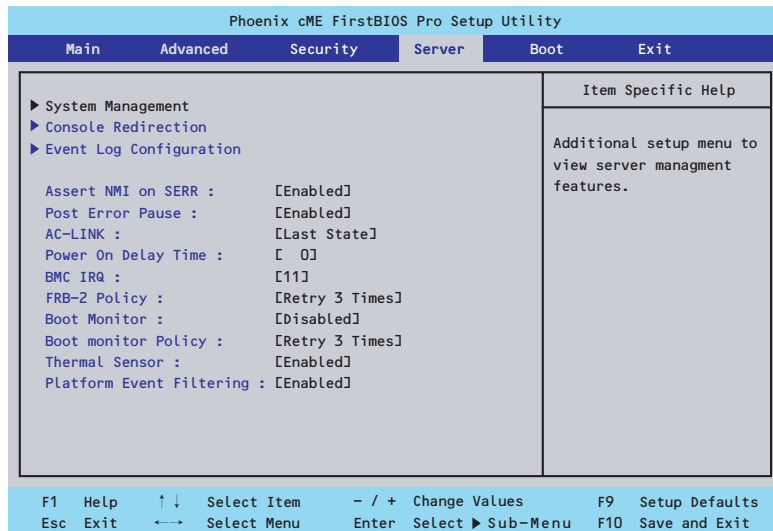 Phoenix cME FirstBIOS Pro Setup Utility
Main Advanced Security Server Boot Exit
Item Specific Help
▶ System Management
▶ Console Redirection
▶ Event Log Configuration
Additional setup menu to
view server managment
features.
Assert NMI on SERR : [Enabled]
Post Error Pause : [Enabled]
AC-LINK : [Last State]
Power On Delay Time : [ 0]
BMC IRQ : [11]
FRB-2 Policy : [Retry 3 Times]
Boot Monitor : [Disabled]
Boot monitor Policy : [Retry 3 Times]
Thermal Sensor : [Enabled]
Platform Event Filtering : [Enabled]
F1 Help ↑↓ Select Item - / + Change Values F9 Setup Defaults
Esc Exit ←→ Select Menu Enter Select ▶ Sub-Menu F10 Save and Exit